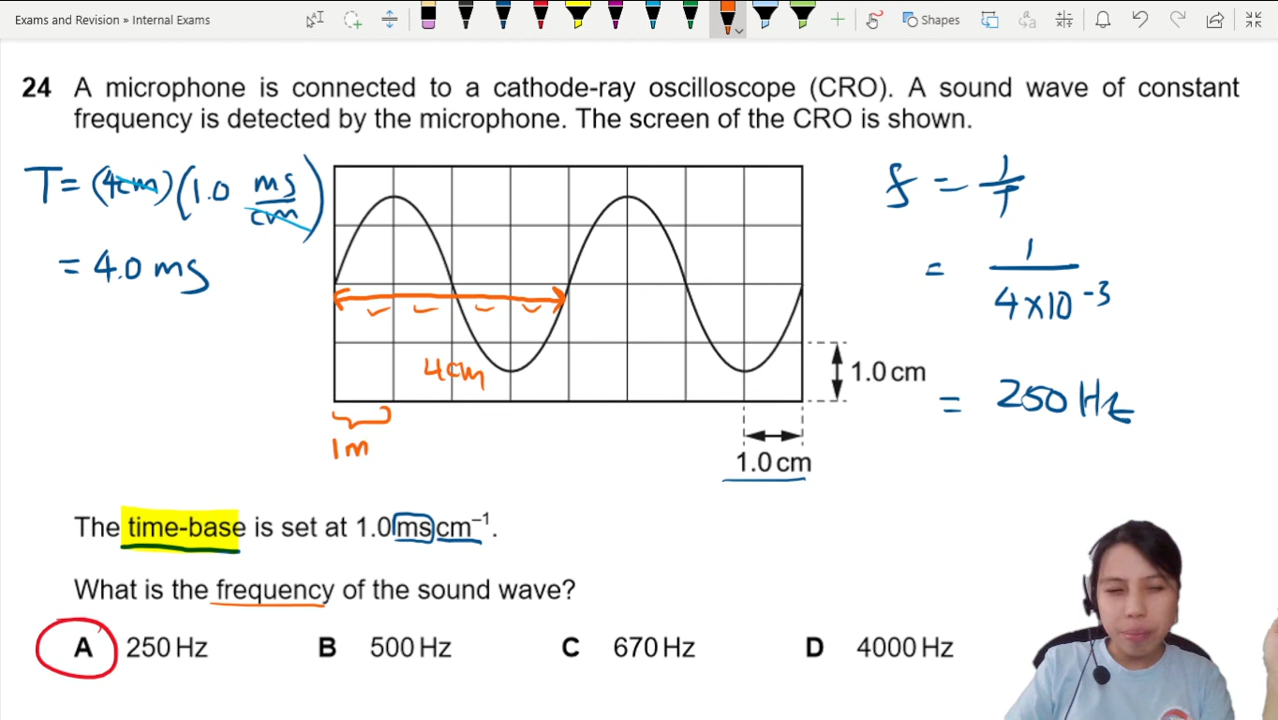 Exams and Revision » Internal Exams
Shapes
24 A microphone is connected to a cathode-ray oscilloscope (CRO). A sound wave of constant
frequency is detected by the microphone. The screen of the CRO is shown.
T = (4cm)(1.0 ms/cm)
= 4.0 ms
f = 1/T
= 1/4×10⁻³
= 250 Hz
4cm
1m
1.0 cm
1.0 cm
The time-base is set at 1.0 ms cm⁻¹.
What is the frequency of the sound wave?
A 250 Hz B 500 Hz C 670 Hz D 4000 Hz